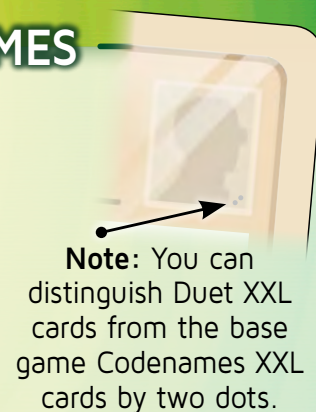 MES
Note: You can
distinguish Duet XXL
cards from the base
game Codenames XXL
cards by two dots.